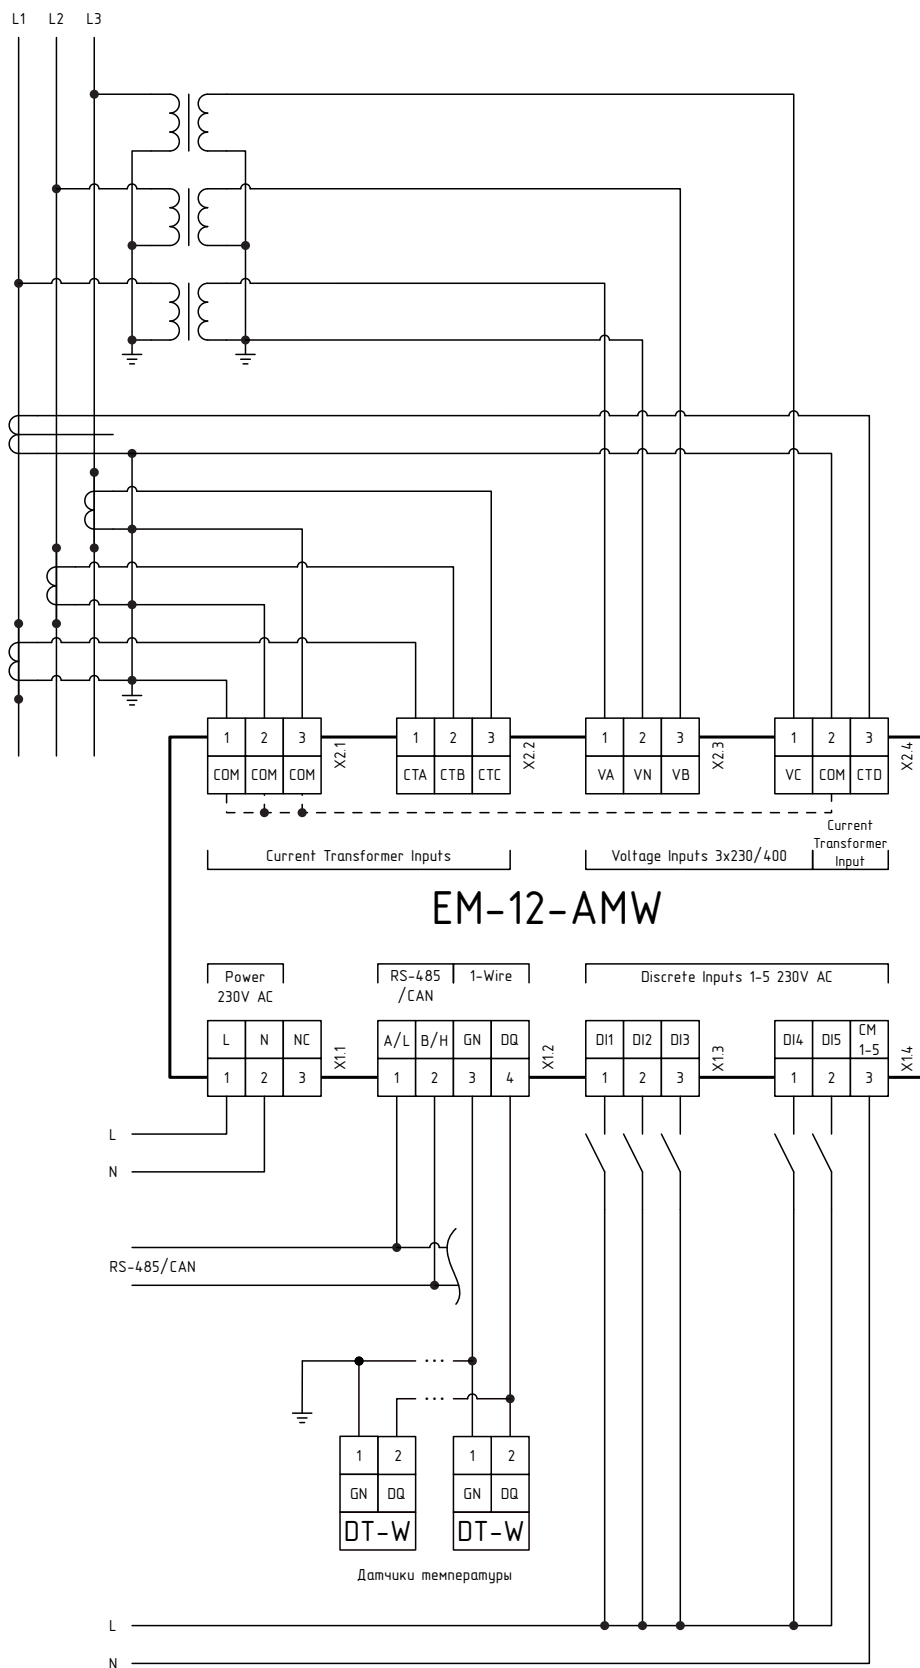 L1 L2 L3
1 2 3 X2.1 1 2 3 X2.2 1 2 3 X2.3 1 2 3 X2.4
COM COM COM CTA CTB CTC VA VN VB VC COM CTD
Current Transformer Inputs
Voltage Inputs 3x230/400
Current
Transformer
Input
EM-12-AMW
Power
230V AC
RS-485
/CAN
1-Wire
Discrete Inputs 1-5 230V AC
L N NC X1.1 A/L B/H GN DQ X1.2 DI1 DI2 DI3 X1.3 DI4 DI5 CM
1-5 X1.4
1 2 3 1 2 3 4 1 2 3 1 2 3
L
N
RS-485/CAN
... 
...
1 2 1 2
GN DQ GN DQ
DT-W DT-W
Датчики температуры
L
N